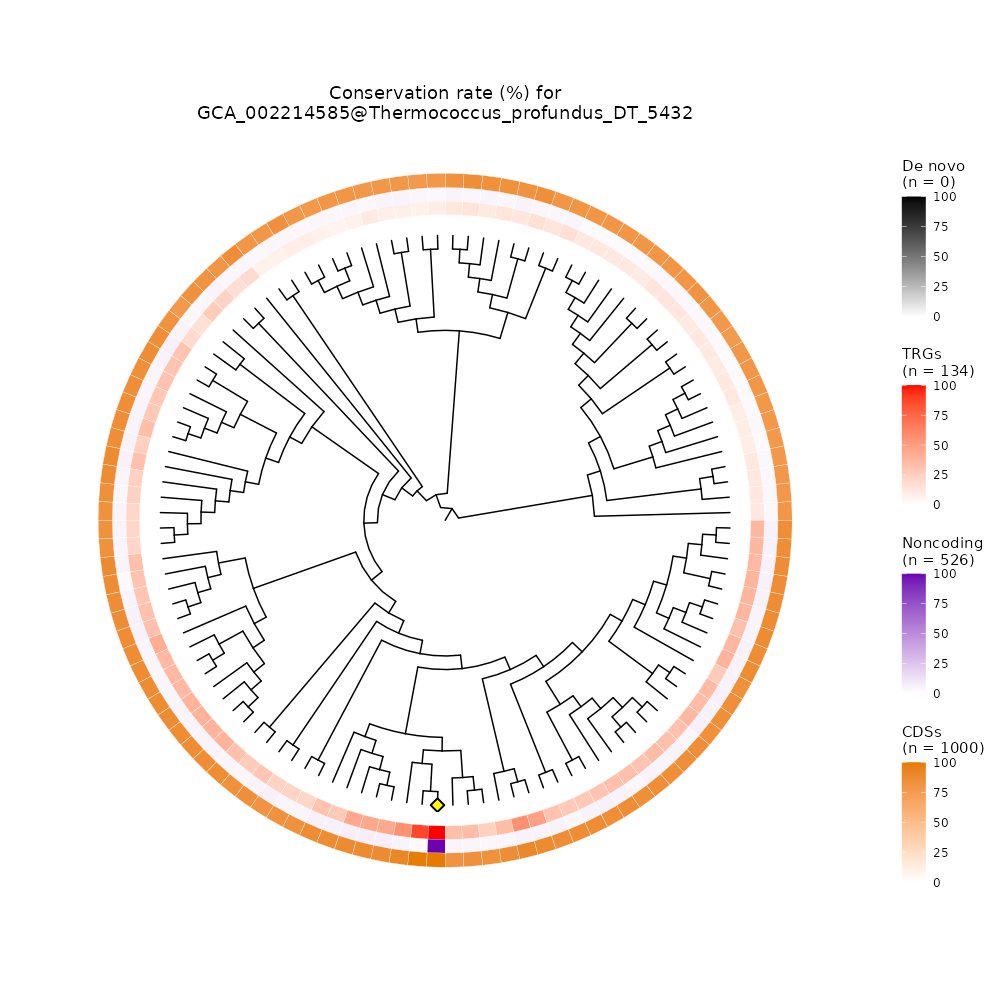 Conservation rate (%) for
GCA_002214585@Thermococcus_profundus_DT_5432
De novo
(n = 0)
100
75
50
25
0
TRGs
(n = 134)
100
75
50
25
0
Noncoding
(n = 526)
100
75
50
25
0
CDSs
(n = 1000)
100
75
50
25
0